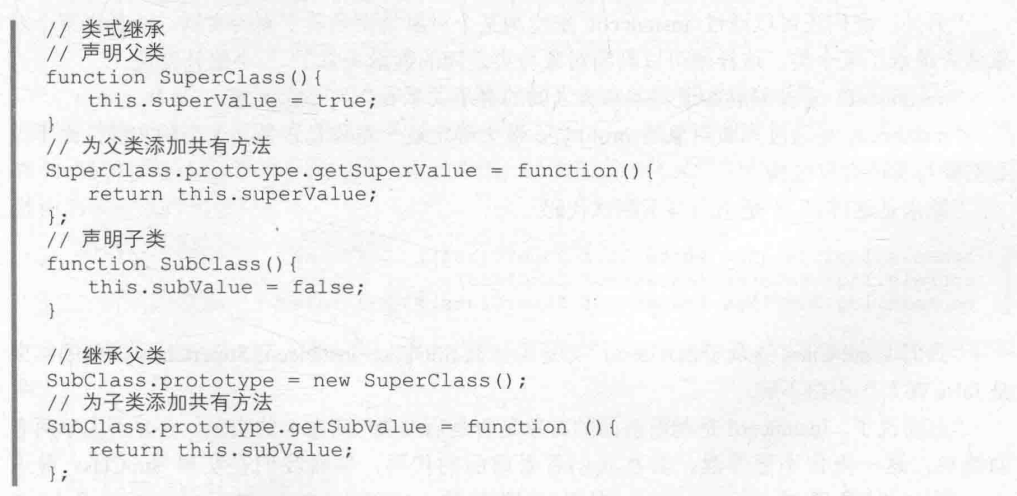 // 类式继承
// 声明父类
function SuperClass(){
this.superValue = true;
}
// 为父类添加共有方法
SuperClass.prototype.getSuperValue = function(){
return this.superValue;
};
// 声明子类
function SubClass(){
this.subValue = false;
}
// 继承父类
SubClass.prototype = new SuperClass();
// 为子类添加共有方法
SubClass.prototype.getSubValue = function (){
return this.subValue;
};